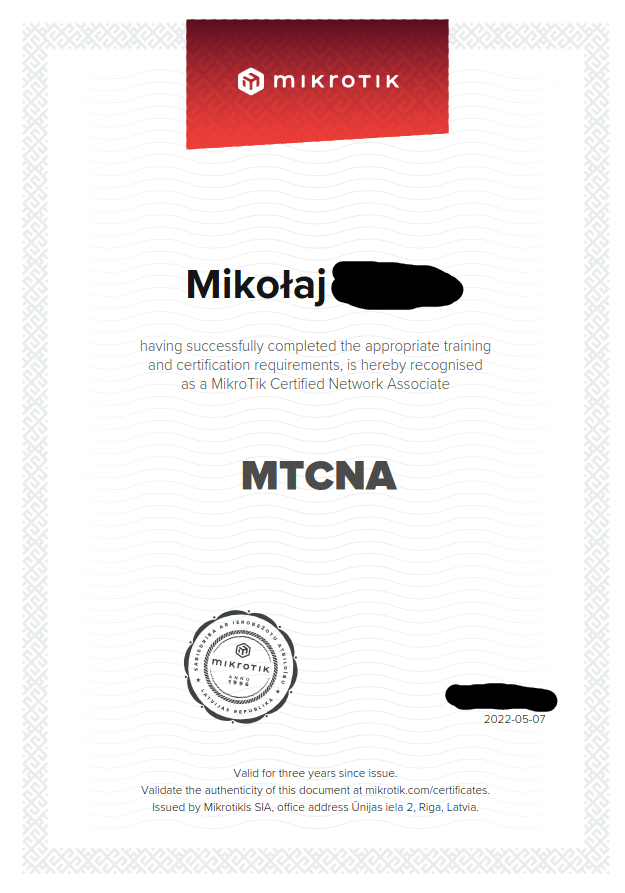 mikrotik
Mikołaj
having successfully completed the appropriate training
and certification requirements, is hereby recognised
as a MikroTik Certified Network Associate
MTCNA
SABIEDRĪBA AR IEROBEŽOTU ATBILDĪBU
mikrotik
ANNO
1996
★ LATVIJAS REPUBLIKA ★
2022-05-07
Valid for three years since issue.
Validate the authenticity of this document at mikrotik.com/certificates.
Issued by Mikrotikls SIA, office address Ūnijas iela 2, Riga, Latvia.